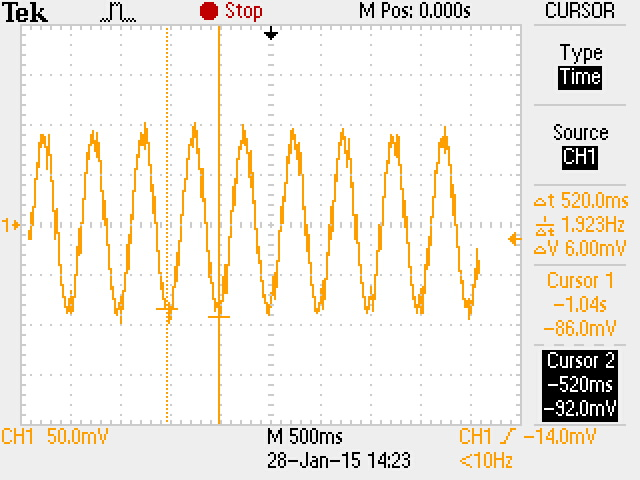 Tek Stop M Pos: 0.000s CURSOR
Type
Time
Source
CH1
Δt 520.0ms
1/Δt 1.923Hz
ΔV 6.00mV
Cursor 1
-1.04s
-86.0mV
Cursor 2
-520ms
-92.0mV
1
CH1 50.0mV M 500ms CH1 -14.0mV
28-Jan-15 14:23 <10Hz